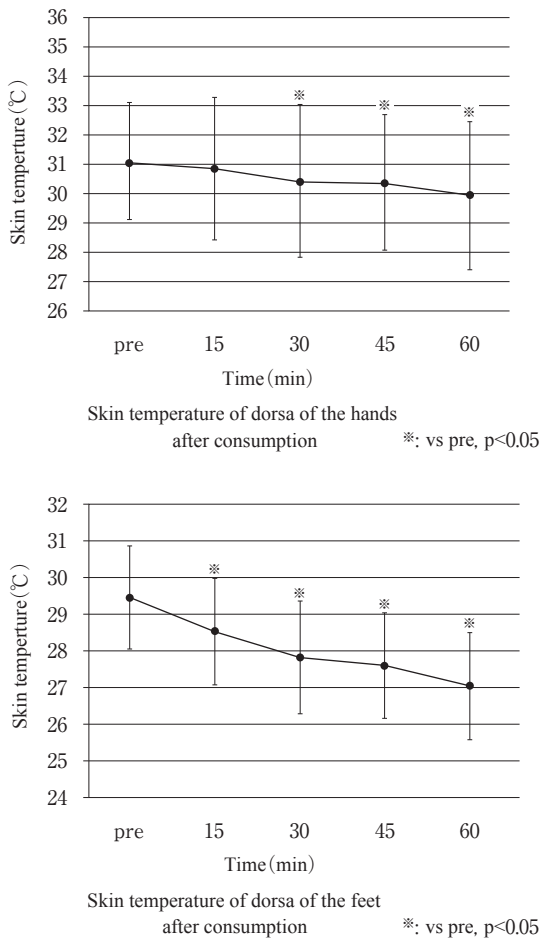 36
35
34
33
32
31
30
29
28
27
26
Skin temperture (℃)
※ ※ ※
pre 15 30 45 60
Time(min)
Skin temperature of dorsa of the hands
after consumption ※: vs pre, p<0.05
32
31
30
29
28
27
26
25
24
Skin temperture(℃)
※ ※ ※ ※
pre 15 30 45 60
Time(min)
Skin temperature of dorsa of the feet
after consumption ※: vs pre, p<0.05